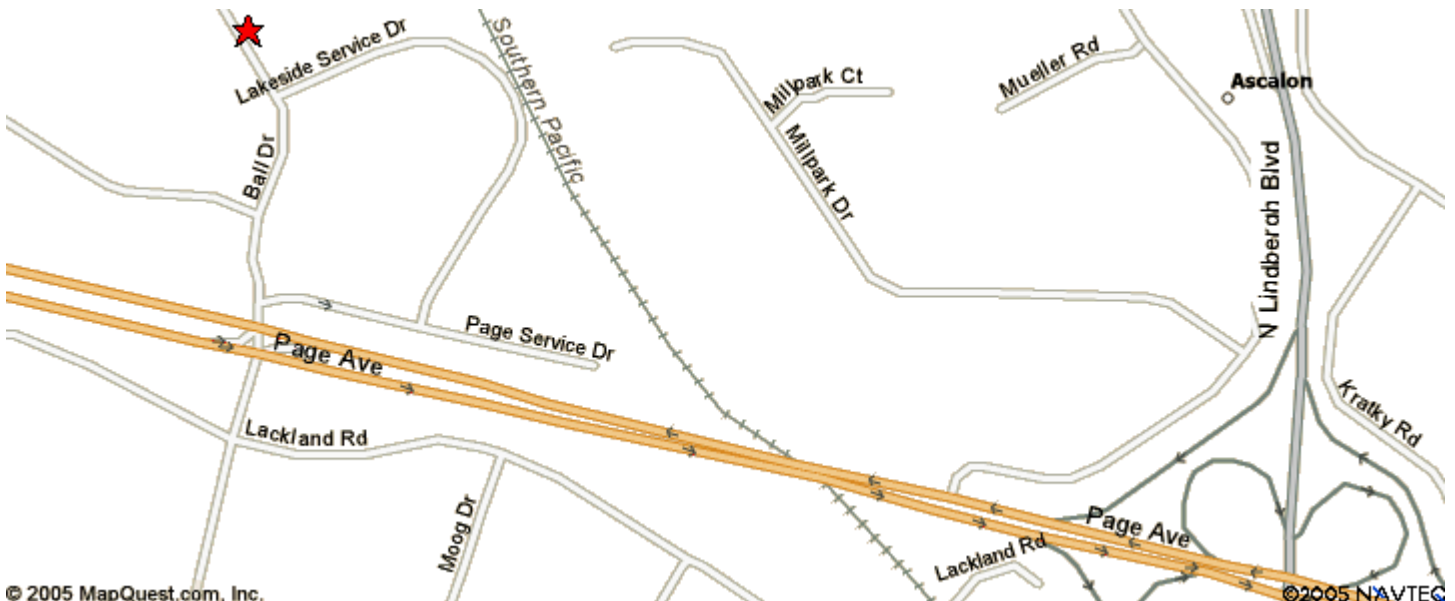 Lakeside Service Dr
Southern Pacific
Millpark Ct
Mueller Rd
Ascalon
Ball Dr
Millpark Dr
N Lindbergh Blvd
Page Service Dr
Page Ave
Kratky Rd
Lackland Rd
Moog Dr
Page Ave
Lackland Rd
© 2005 MapQuest.com, Inc.
©2005 NAVTEQ